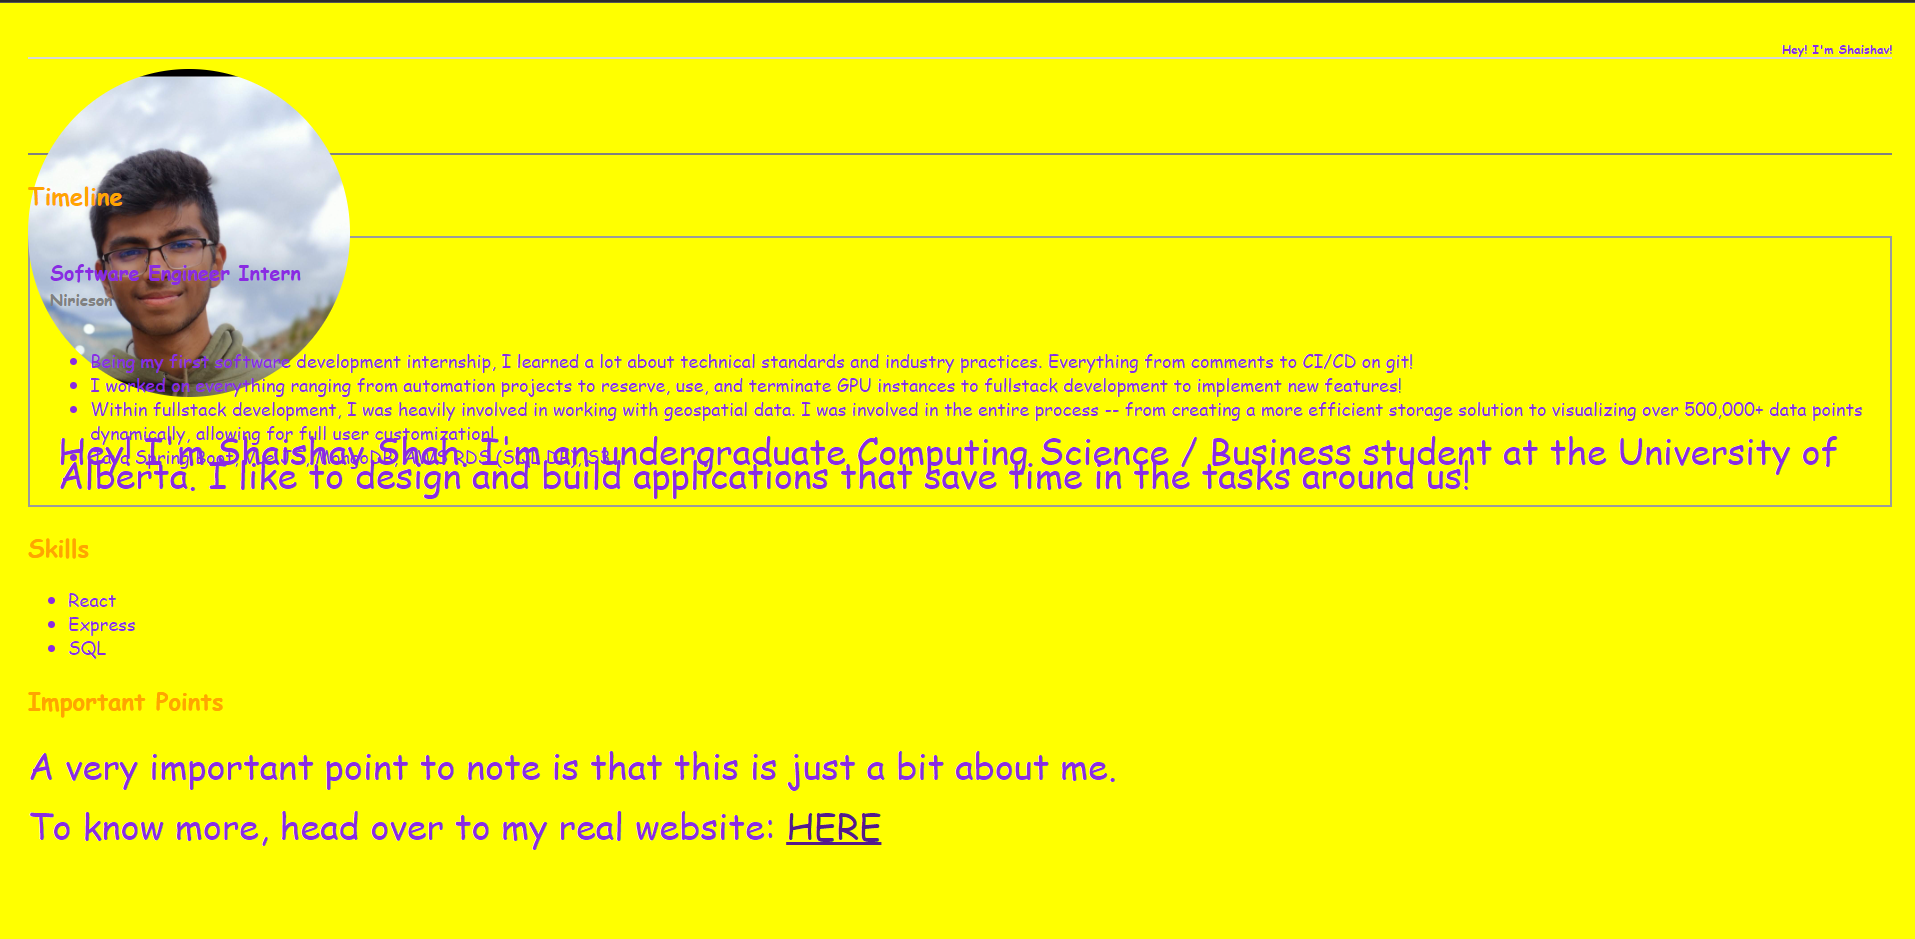 Hey! I'm Shaishav!
Timeline
Software Engineer Intern
Niricson
Being my first software development internship, I learned a lot about technical standards and industry practices. Everything from comments to CI/CD on git!
I worked on everything ranging from automation projects to reserve, use, and terminate GPU instances to fullstack development to implement new features!
Within fullstack development, I was heavily involved in working with geospatial data. I was involved in the entire process -- from creating a more efficient storage solution to visualizing over 500,000+ data points
dynamically, allowing for full user customization!
Java Spring Boot, Vue JS, MongoDB, AWS RDS (SQL DB), S3
Hey! I'm Shaishav Shah. I'm an undergraduate Computing Science / Business student at the University of
Alberta. I like to design and build applications that save time in the tasks around us!
Skills
React
Express
SQL
Important Points
A very important point to note is that this is just a bit about me.
To know more, head over to my real website: HERE